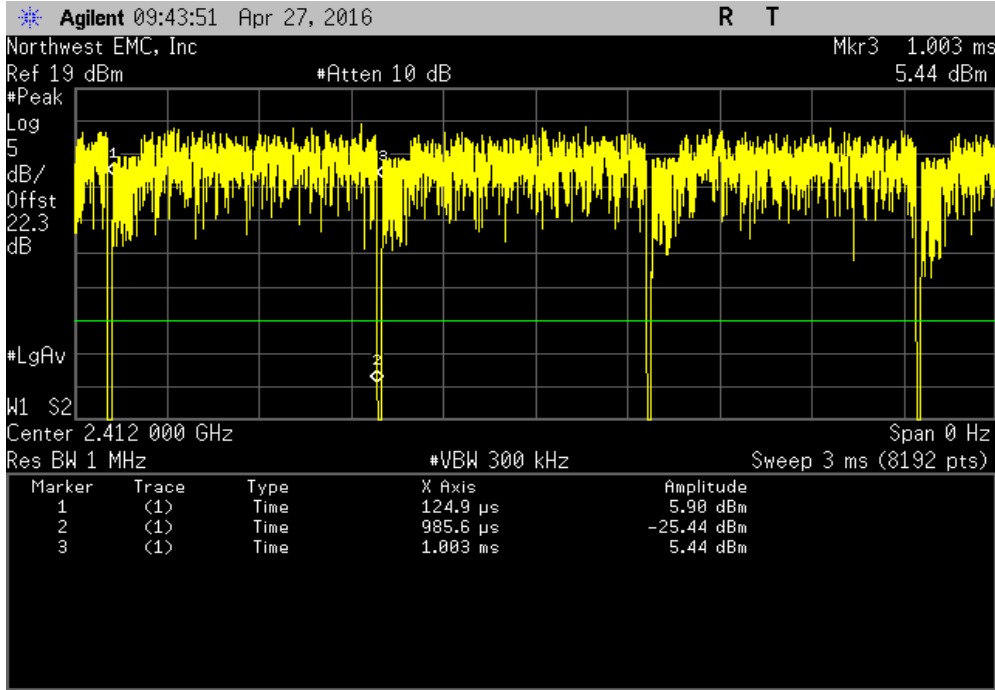 Agilent 09:43:51 Apr 27, 2016 R T
Northwest EMC, Inc Mkr3 1.003 ms
Ref 19 dBm #Atten 10 dB 5.44 dBm
#Peak
Log
5
dB/
Offst
22.3
dB
1
3
2
#LgAv
W1 S2
Center 2.412 000 GHz Span 0 Hz
Res BW 1 MHz #VBW 300 kHz Sweep 3 ms (8192 pts)
Marker Trace Type X Axis Amplitude
1 (1) Time 124.9 µs 5.90 dBm
2 (1) Time 985.6 µs -25.44 dBm
3 (1) Time 1.003 ms 5.44 dBm